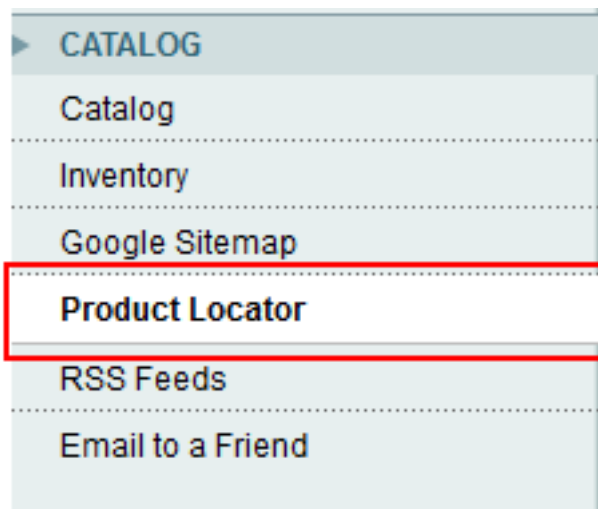 CATALOG
Catalog
Inventory
Google Sitemap
Product Locator
RSS Feeds
Email to a Friend